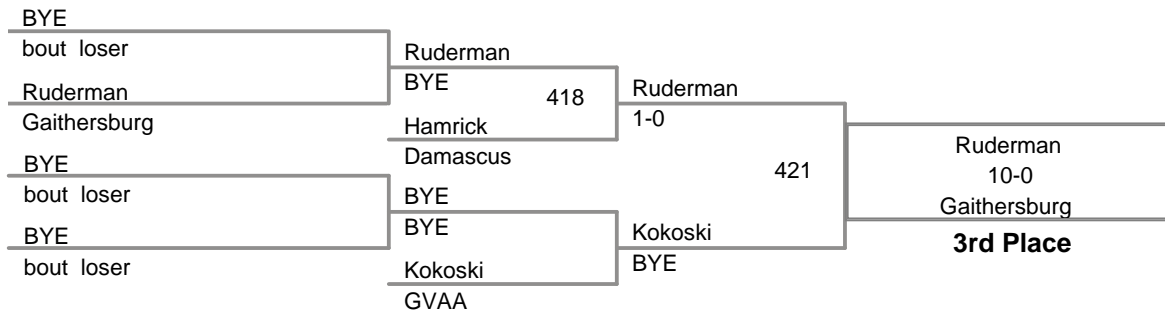 BYE
bout loser
Ruderman
Gaithersburg
BYE
bout loser
BYE
bout loser
Ruderman
BYE
418
Hamrick
Damascus
BYE
BYE
Kokoski
GVAA
Ruderman
1-0
421
Kokoski
BYE
Ruderman
10-0
Gaithersburg
3rd Place